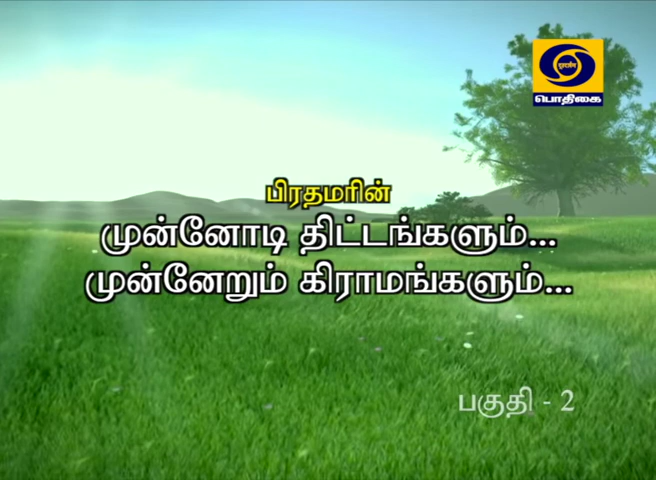 பொதிகை
பிரதமரின்
முன்னோடி திட்டங்களும்...
முன்னேறும் கிராமங்களும்...
பகுதி - 2